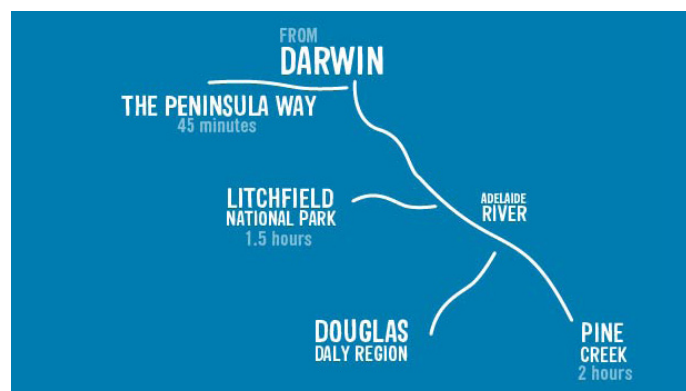 FROM
DARWIN
THE PENINSULA WAY
45 minutes
LITCHFIELD
NATIONAL PARK
1.5 hours
ADELAIDE
RIVER
DOUGLAS
DALY REGION
PINE
CREEK
2 hours